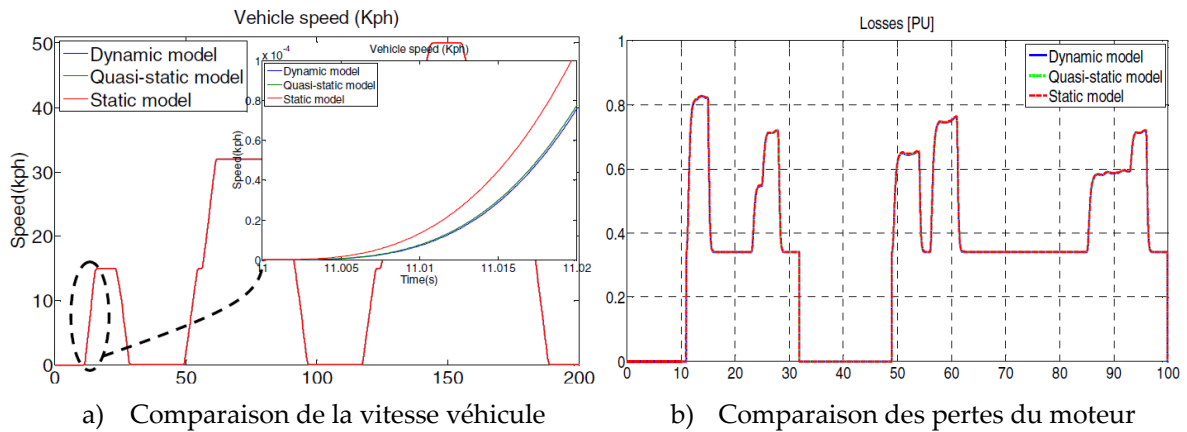 Vehicle speed (Kph)
50
40
30
20
10
0
Speed(kph)
0
50
100
150
200
Dynamic model
Quasi-static model
Static model
x 10-4
Vehicle speed (Kph)
1
0.8
0.6
0.4
0.2
0
Speed(kph)
Dynamic model
Quasi-static model
Static model
11.005
11.01
11.015
11.02
Time(s)
Losses [PU]
1
0.8
0.6
0.4
0.2
0
0
10
20
30
40
50
60
70
80
90
100
Dynamic model
Quasi-static model
Static model
a) Comparaison de la vitesse véhicule
b) Comparaison des pertes du moteur